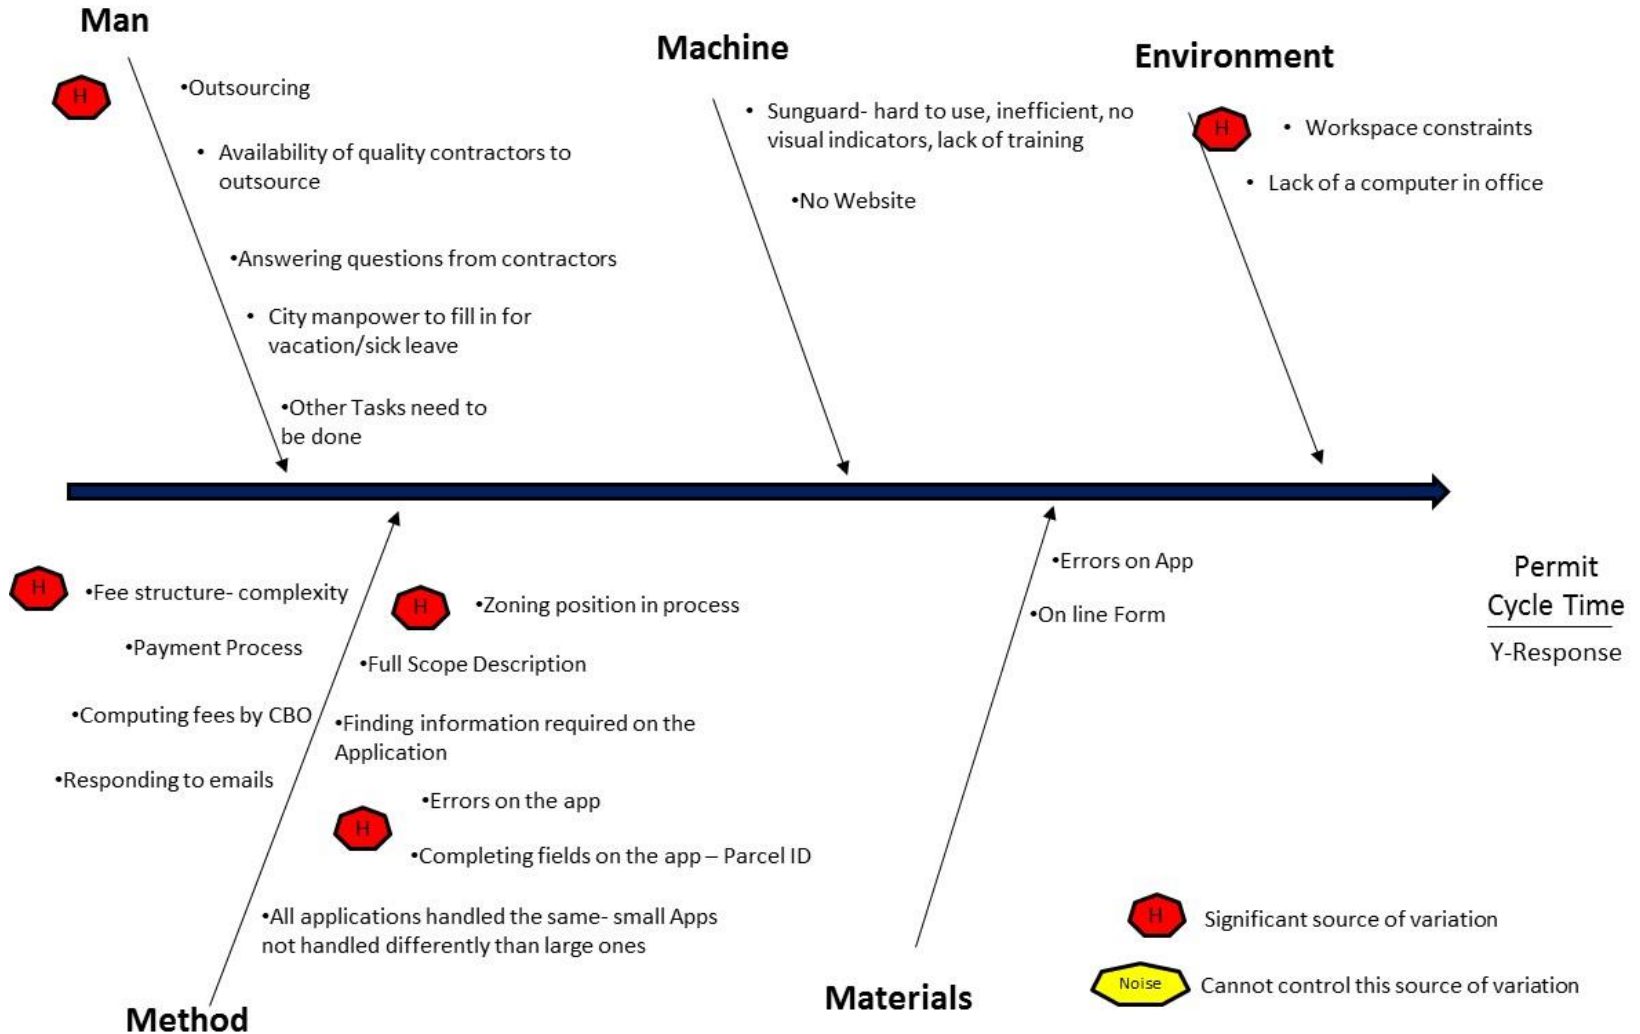 Man
Machine
Environment
H
•Outsourcing
• Availability of quality contractors to
outsource
•Answering questions from contractors
• City manpower to fill in for
vacation/sick leave
•Other Tasks need to
be done
• Sunguard- hard to use, inefficient, no
visual indicators, lack of training
•No Website
H
• Workspace constraints
• Lack of a computer in office
Permit
Cycle Time
Y-Response
H
•Fee structure- complexity
•Payment Process
•Computing fees by CBO
•Responding to emails
H
•Zoning position in process
•Full Scope Description
•Finding information required on the
Application
•Errors on the app
H
•Completing fields on the app – Parcel ID
•All applications handled the same- small Apps
not handled differently than large ones
•Errors on App
•On line Form
Method
Materials
H Significant source of variation
Noise Cannot control this source of variation